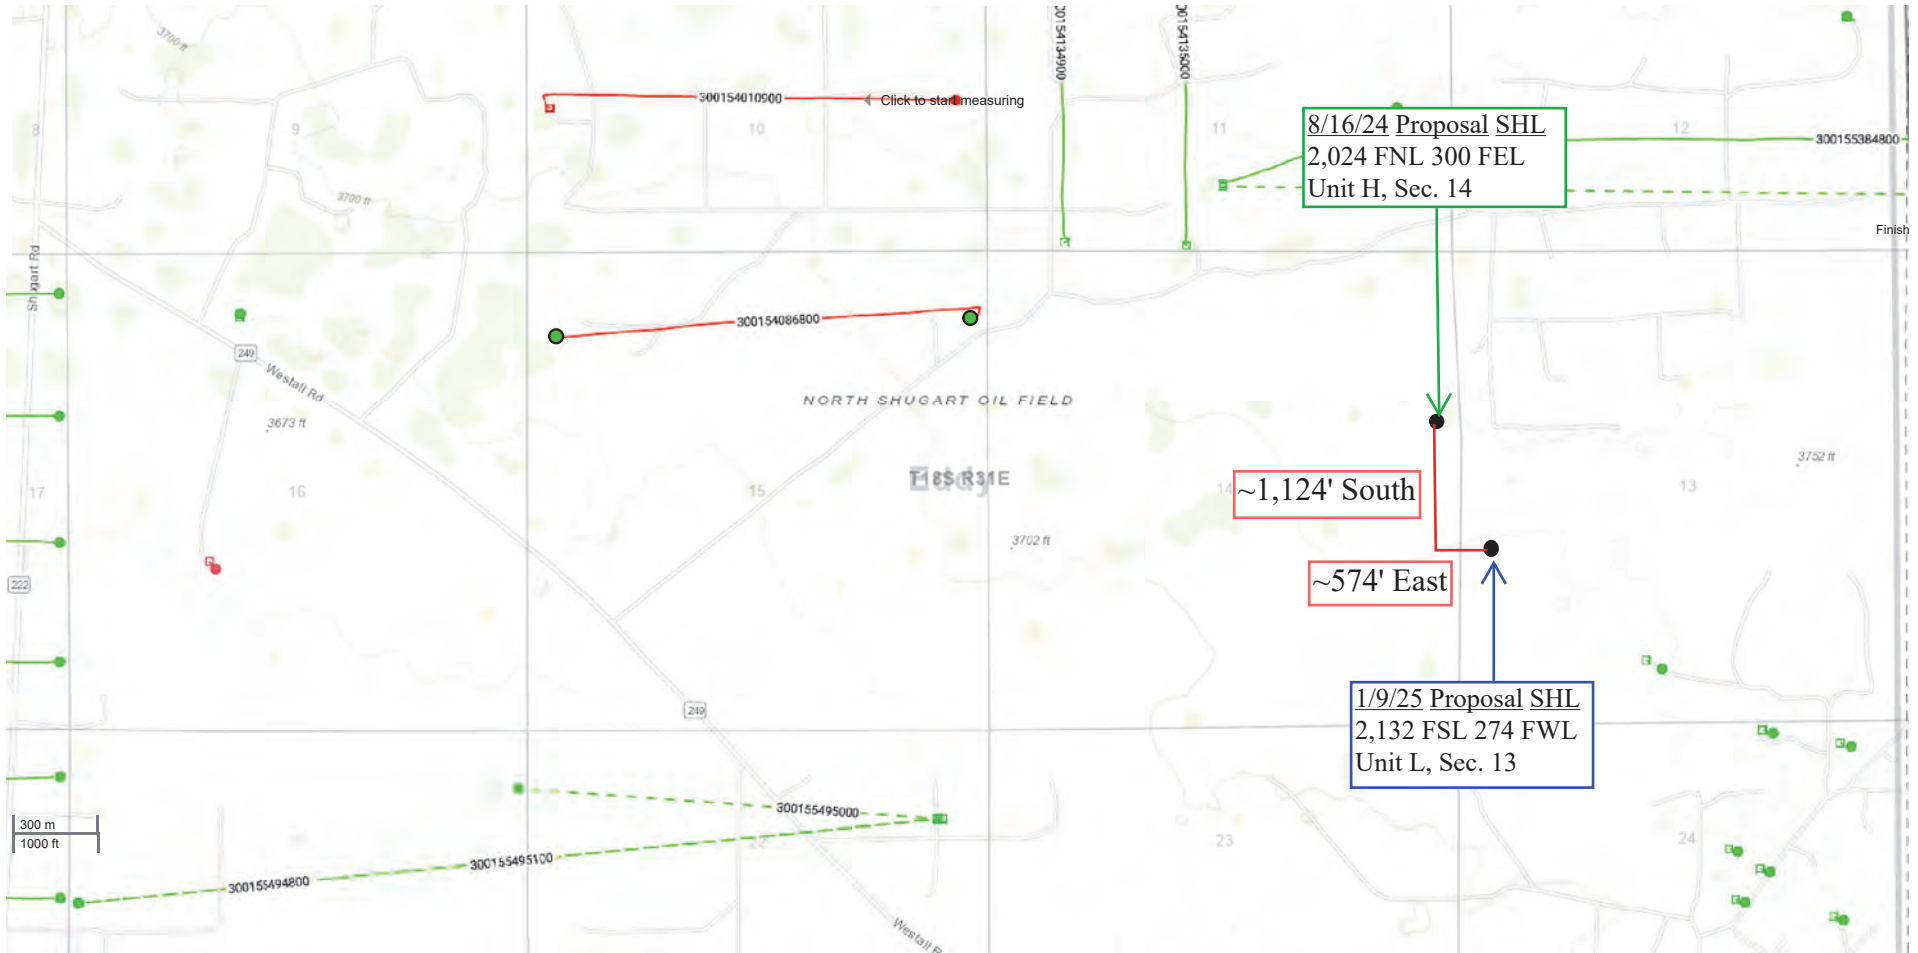 3700 ft
300154134900
300154135000
300154010900
Click to start measuring
8
9
10
11
12
8/16/24 Proposal SHL
2,024 FNL 300 FEL
Unit H, Sec. 14
300155384800
3700 ft
Finish
Shugart Rd
300154086800
249
Westall Rd
NORTH SHUGART OIL FIELD
3673 ft
3752 ft
Eddy
T18S R31E
17
16
15
14
13
~1,124' South
3702 ft
222
~574' East
249
1/9/25 Proposal SHL
2,132 FSL 274 FWL
Unit L, Sec. 13
300155495000
300 m
1000 ft
22
23
24
300155495100
300155494800
Westall R